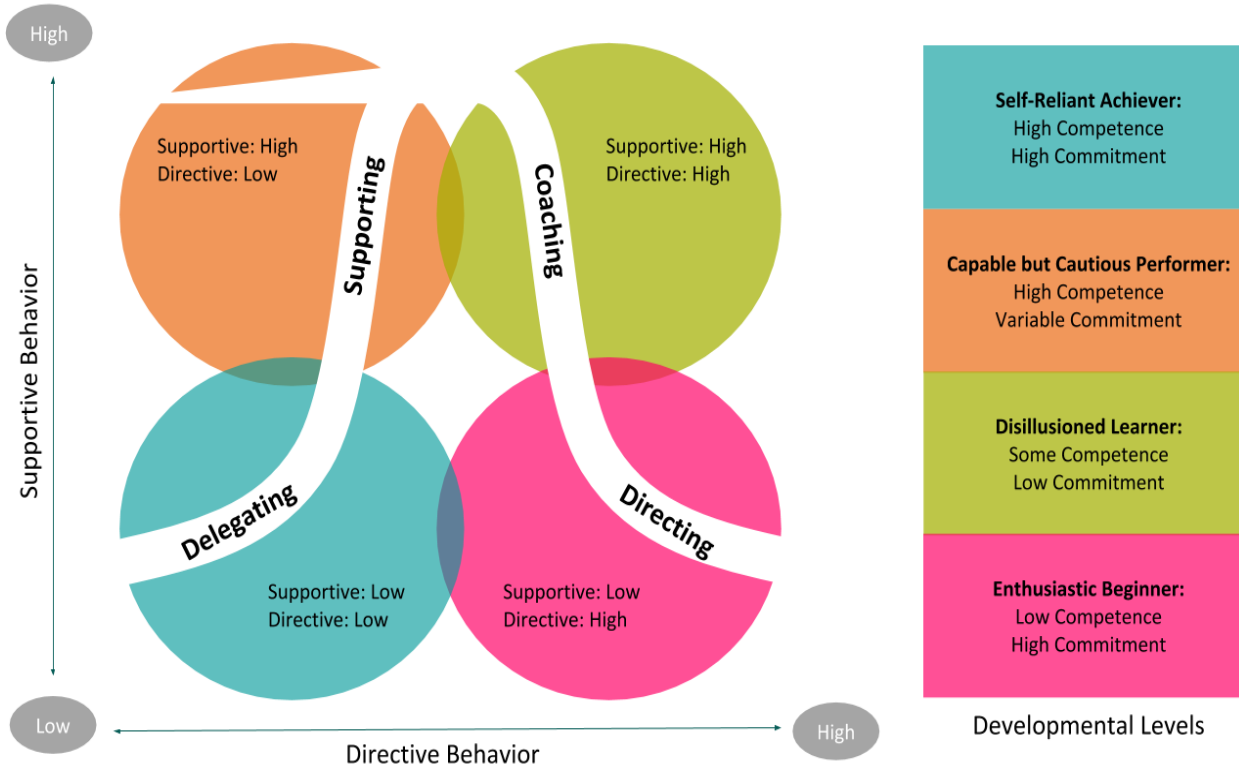 High
Supportive Behavior
Low
Directive Behavior
High
Supportive: High
Directive: Low
Supporting
Supportive: High
Directive: High
Coaching
Delegating
Supportive: Low
Directive: Low
Directing
Supportive: Low
Directive: High
Self-Reliant Achiever:
High Competence
High Commitment
Capable but Cautious Performer:
High Competence
Variable Commitment
Disillusioned Learner:
Some Competence
Low Commitment
Enthusiastic Beginner:
Low Competence
High Commitment
Developmental Levels